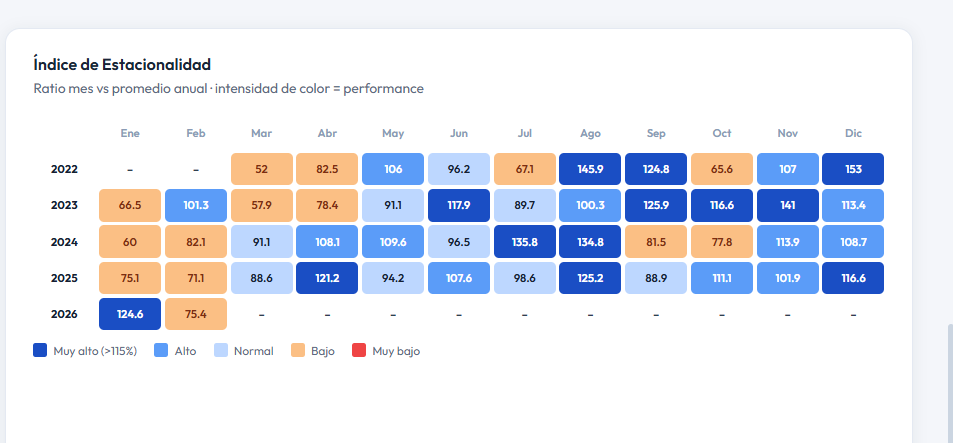 Índice de Estacionalidad
Ratio mes vs promedio anual · intensidad de color = performance
Ene Feb Mar Abr May Jun Jul Ago Sep Oct Nov Dic
2022 – – 52 82.5 106 96.2 67.1 145.9 124.8 65.6 107 153
2023 66.5 101.3 57.9 78.4 91.1 117.9 89.7 100.3 125.9 116.6 141 113.4
2024 60 82.1 91.1 108.1 109.6 96.5 135.8 134.8 81.5 77.8 113.9 108.7
2025 75.1 71.1 88.6 121.2 94.2 107.6 98.6 125.2 88.9 111.1 101.9 116.6
2026 124.6 75.4 – – – – – – – – – –
Muy alto (>115%) Alto Normal Bajo Muy bajo